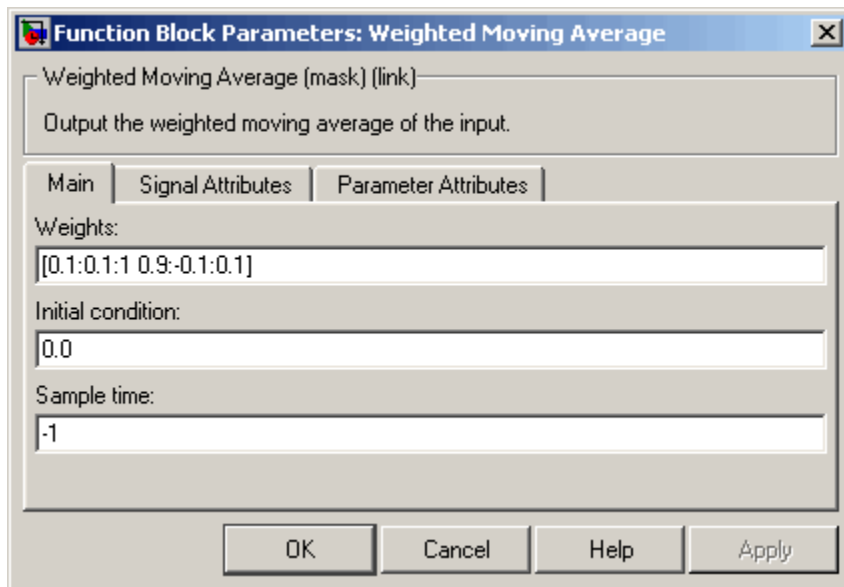 Function Block Parameters: Weighted Moving Average
Weighted Moving Average (mask) (link)
Output the weighted moving average of the input.
Main Signal Attributes Parameter Attributes
Weights:
[0.1:0.1:1 0.9:-0.1:0.1]
Initial condition:
0.0
Sample time:
-1
OK Cancel Help Apply